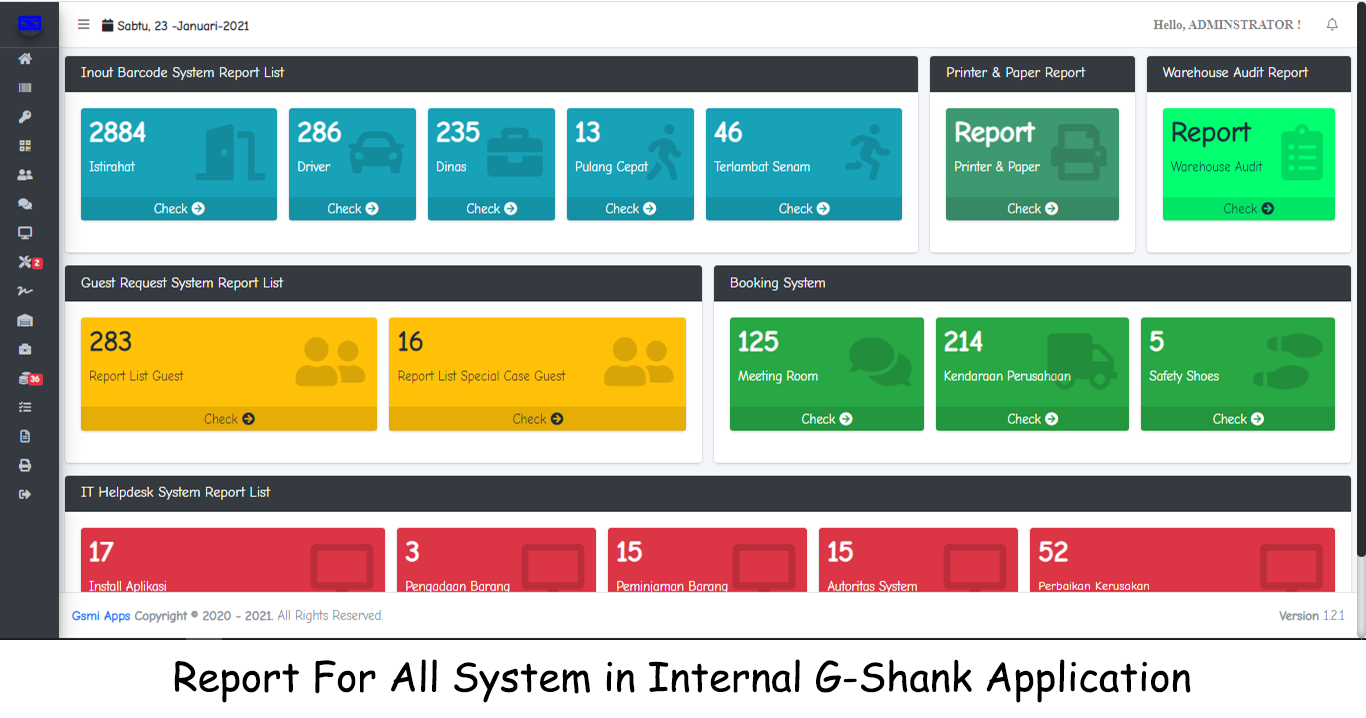 Sabtu, 23 -Januari-2021
Hello, ADMINSTRATOR !
Inout Barcode System Report List
Printer & Paper Report
Warehouse Audit Report
2884
Istirahat
Check
286
Driver
Check
235
Dinas
Check
13
Pulang Cepat
Check
46
Terlambat Senam
Check
Report
Printer & Paper
Check
Report
Warehouse Audit
Check
2
36
Guest Request System Report List
Booking System
283
Report List Guest
Check
16
Report List Special Case Guest
Check
125
Meeting Room
Check
214
Kendaraan Perusahaan
Check
5
Safety Shoes
Check
IT Helpdesk System Report List
17
Install Aplikasi
3
Pengadaan Barang
15
Peminjaman Barang
15
Autoritas System
52
Perbaikan Kerusakan
Gsmi Apps Copyright © 2020 - 2021. All Rights Reserved.
Version 1.2.1
Report For All System in Internal G-Shank Application